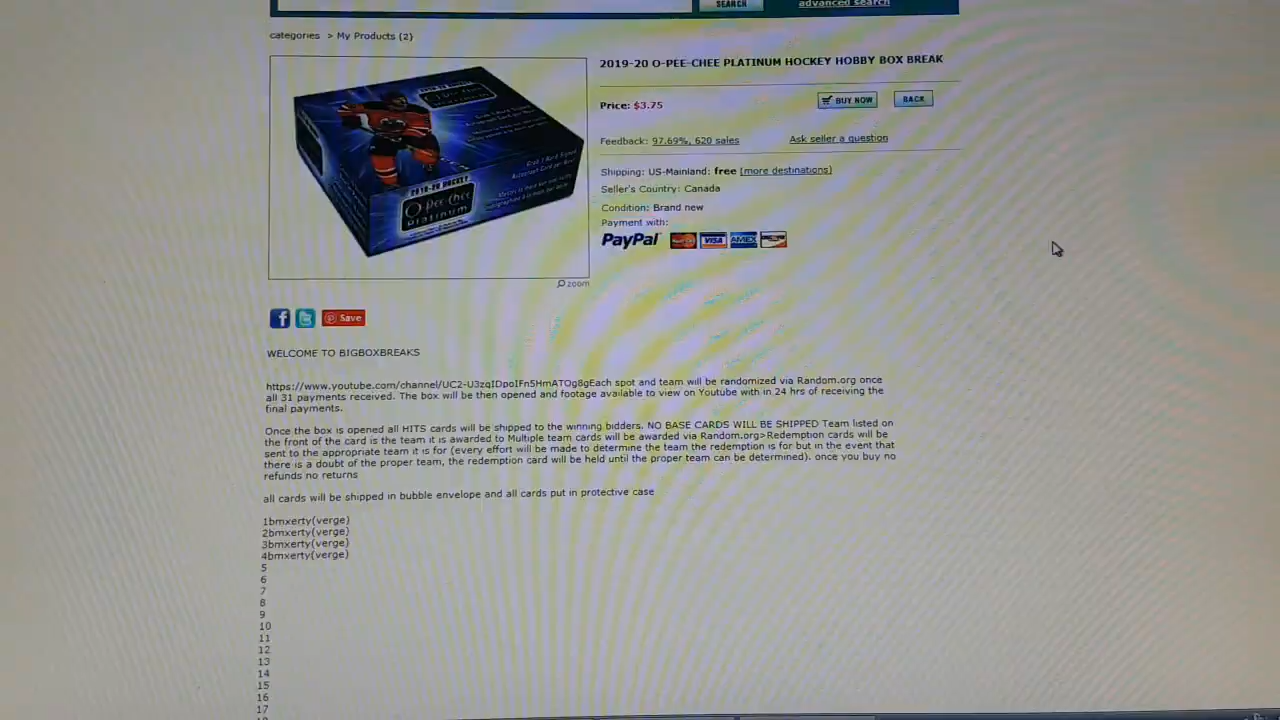 SEARCH
advanced search
categories > My Products (2)
2019-20 O-PEE-CHEE PLATINUM HOCKEY HOBBY BOX BREAK
Price: $3.75
BUY NOW
BACK
Feedback: 97.69%, 620 sales
Ask seller a question
Shipping: US-Mainland: free [more destinations]
Seller's Country: Canada
Condition: Brand new
Payment with:
PayPal
VISA
AMEX
2019-20 HOCKEY
O-Pee-Chee
Platinum
zoom
Save
WELCOME TO BIGBOXBREAKS
https://www.youtube.com/channel/UC2-U3zqIDpoIFn5HmATOg8gEach spot and team will be randomized via Random.org once
all 31 payments received. The box will be then opened and footage available to view on Youtube with in 24 hrs of receiving the
final payments.
Once the box is opened all HITS cards will be shipped to the winning bidders. NO BASE CARDS WILL BE SHIPPED Team listed on
the front of the card is the team it is awarded to Multiple team cards will be awarded via Random.org>Redemption cards will be
sent to the appropriate team it is for (every effort will be made to determine the team the redemption is for but in the event that
there is a doubt of the proper team, the redemption card will be held until the proper team can be determined). once you buy no
refunds no returns
all cards will be shipped in bubble envelope and all cards put in protective case
1bmxerty(verge)
2bmxerty(verge)
3bmxerty(verge)
4bmxerty(verge)
5
6
7
8
9
10
11
12
13
14
15
16
17